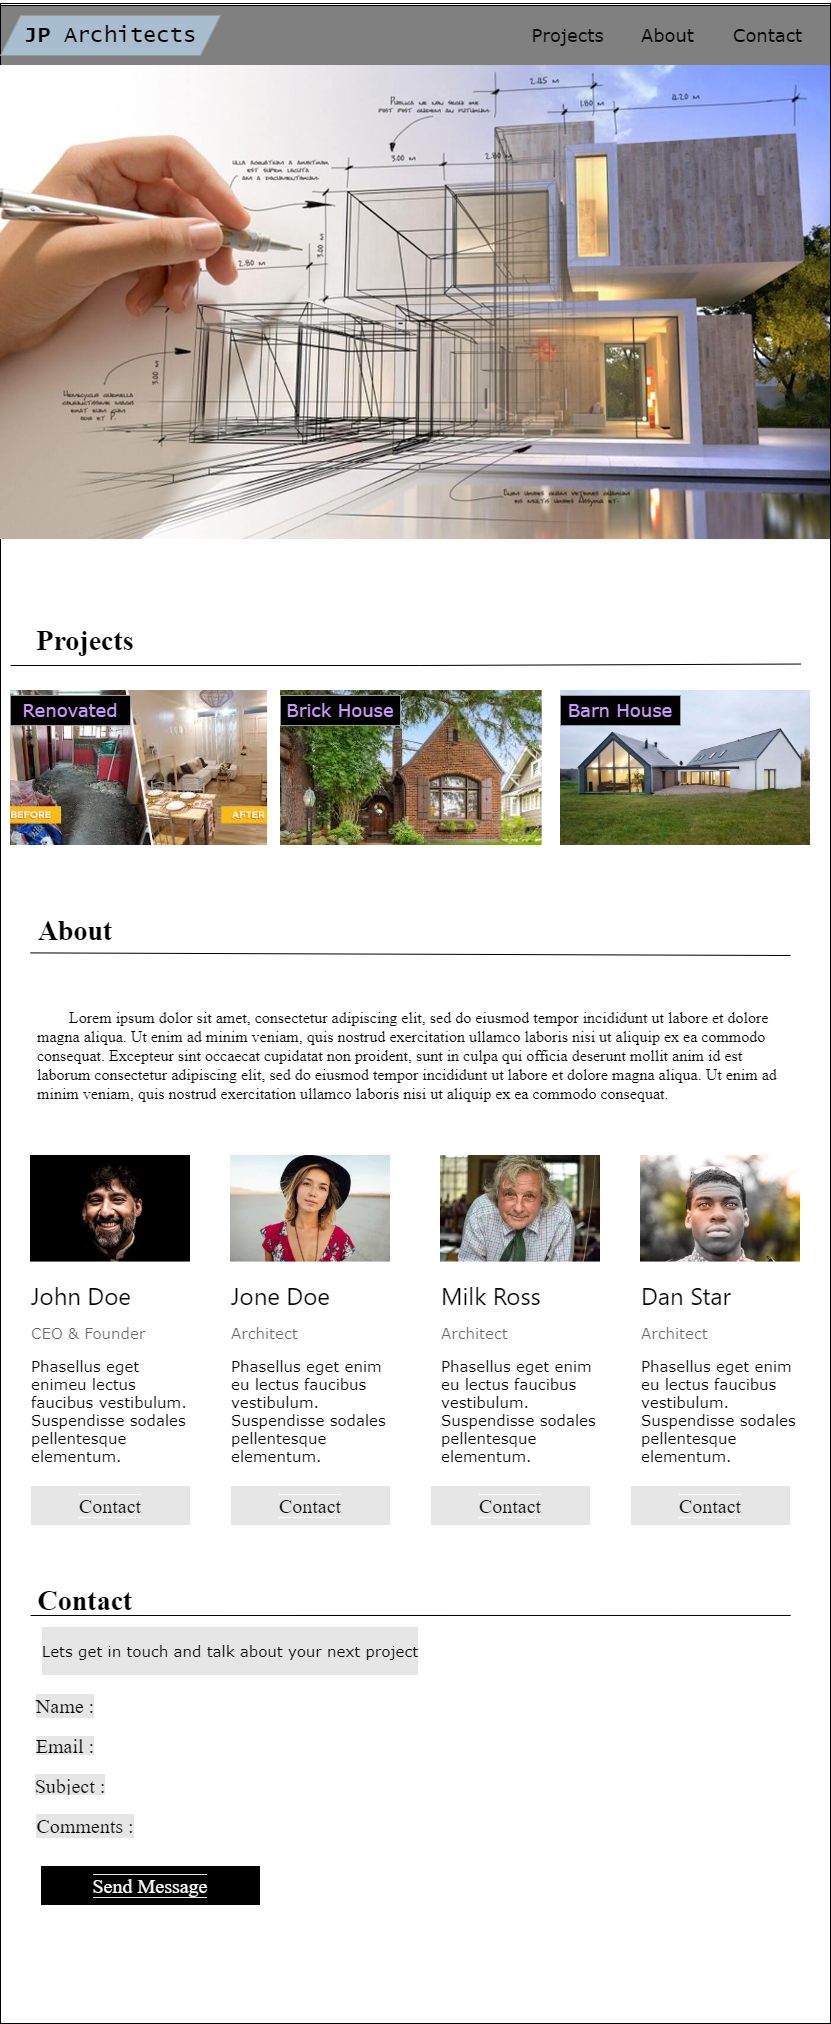 JP Architects
Projects
About
Contact
2.45 M
1.80 M
4.20 M
3.00 M
2.80 M
3.00 M
2.80 M
3.00 M
Projects
Renovated
Brick House
Barn House
BEFORE
AFTER
About
Lorem ipsum dolor sit amet, consectetur adipiscing elit, sed do eiusmod tempor incididunt ut labore et dolore
magna aliqua. Ut enim ad minim veniam, quis nostrud exercitation ullamco laboris nisi ut aliquip ex ea commodo
consequat. Excepteur sint occaecat cupidatat non proident, sunt in culpa qui officia deserunt mollit anim id est
laborum consectetur adipiscing elit, sed do eiusmod tempor incididunt ut labore et dolore magna aliqua. Ut enim ad
minim veniam, quis nostrud exercitation ullamco laboris nisi ut aliquip ex ea commodo consequat.
John Doe
CEO & Founder
Phasellus eget
enimeu lectus
faucibus vestibulum.
Suspendisse sodales
pellentesque
elementum.
Contact
Jone Doe
Architect
Phasellus eget enim
eu lectus faucibus
vestibulum.
Suspendisse sodales
pellentesque
elementum.
Contact
Milk Ross
Architect
Phasellus eget enim
eu lectus faucibus
vestibulum.
Suspendisse sodales
pellentesque
elementum.
Contact
Dan Star
Architect
Phasellus eget enim
eu lectus faucibus
vestibulum.
Suspendisse sodales
pellentesque
elementum.
Contact
Contact
Lets get in touch and talk about your next project
Name :
Email :
Subject :
Comments :
Send Message